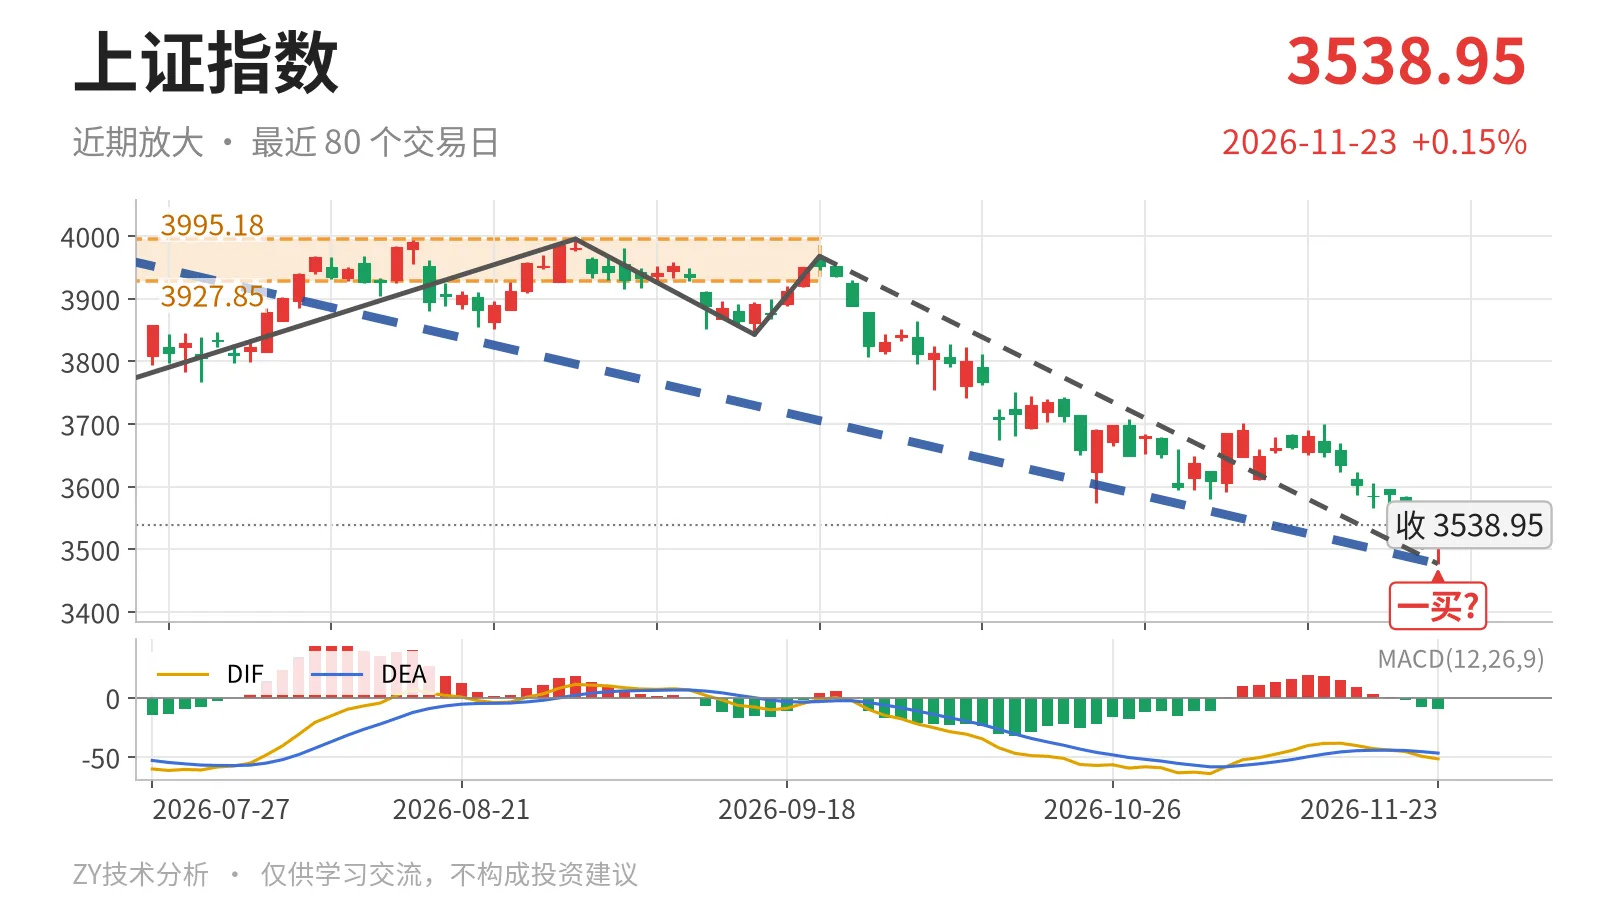 上证指数
3538.95
近期放大 · 最近 80 个交易日
2026-11-23 +0.15%
3995.18
3927.85
4000
3900
3800
3700
3600
3500
3400
收 3538.95
一买?
DIF
DEA
MACD(12,26,9)
0
-50
2026-07-27
2026-08-21
2026-09-18
2026-10-26
2026-11-23
ZY技术分析 · 仅供学习交流，不构成投资建议